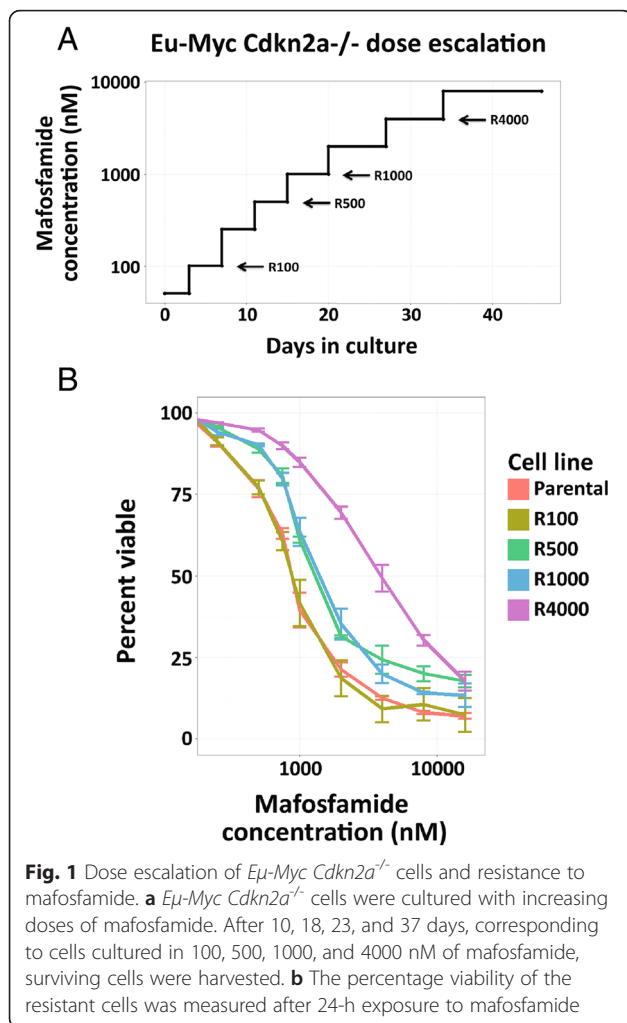 A
Eu-Myc Cdkn2a-/- dose escalation
Mafosfamide
concentration (nM)
10000
1000
100
R4000
R1000
R500
R100
0
10
20
30
40
Days in culture
B
Percent viable
100
75
50
25
0
1000
10000
Mafosfamide
concentration (nM)
Cell line
Parental
R100
R500
R1000
R4000
Fig. 1 Dose escalation of Eμ-Myc Cdkn2a-/- cells and resistance to
mafosfamide. a Eμ-Myc Cdkn2a-/- cells were cultured with increasing
doses of mafosfamide. After 10, 18, 23, and 37 days, corresponding
to cells cultured in 100, 500, 1000, and 4000 nM of mafosfamide,
surviving cells were harvested. b The percentage viability of the
resistant cells was measured after 24-h exposure to mafosfamide